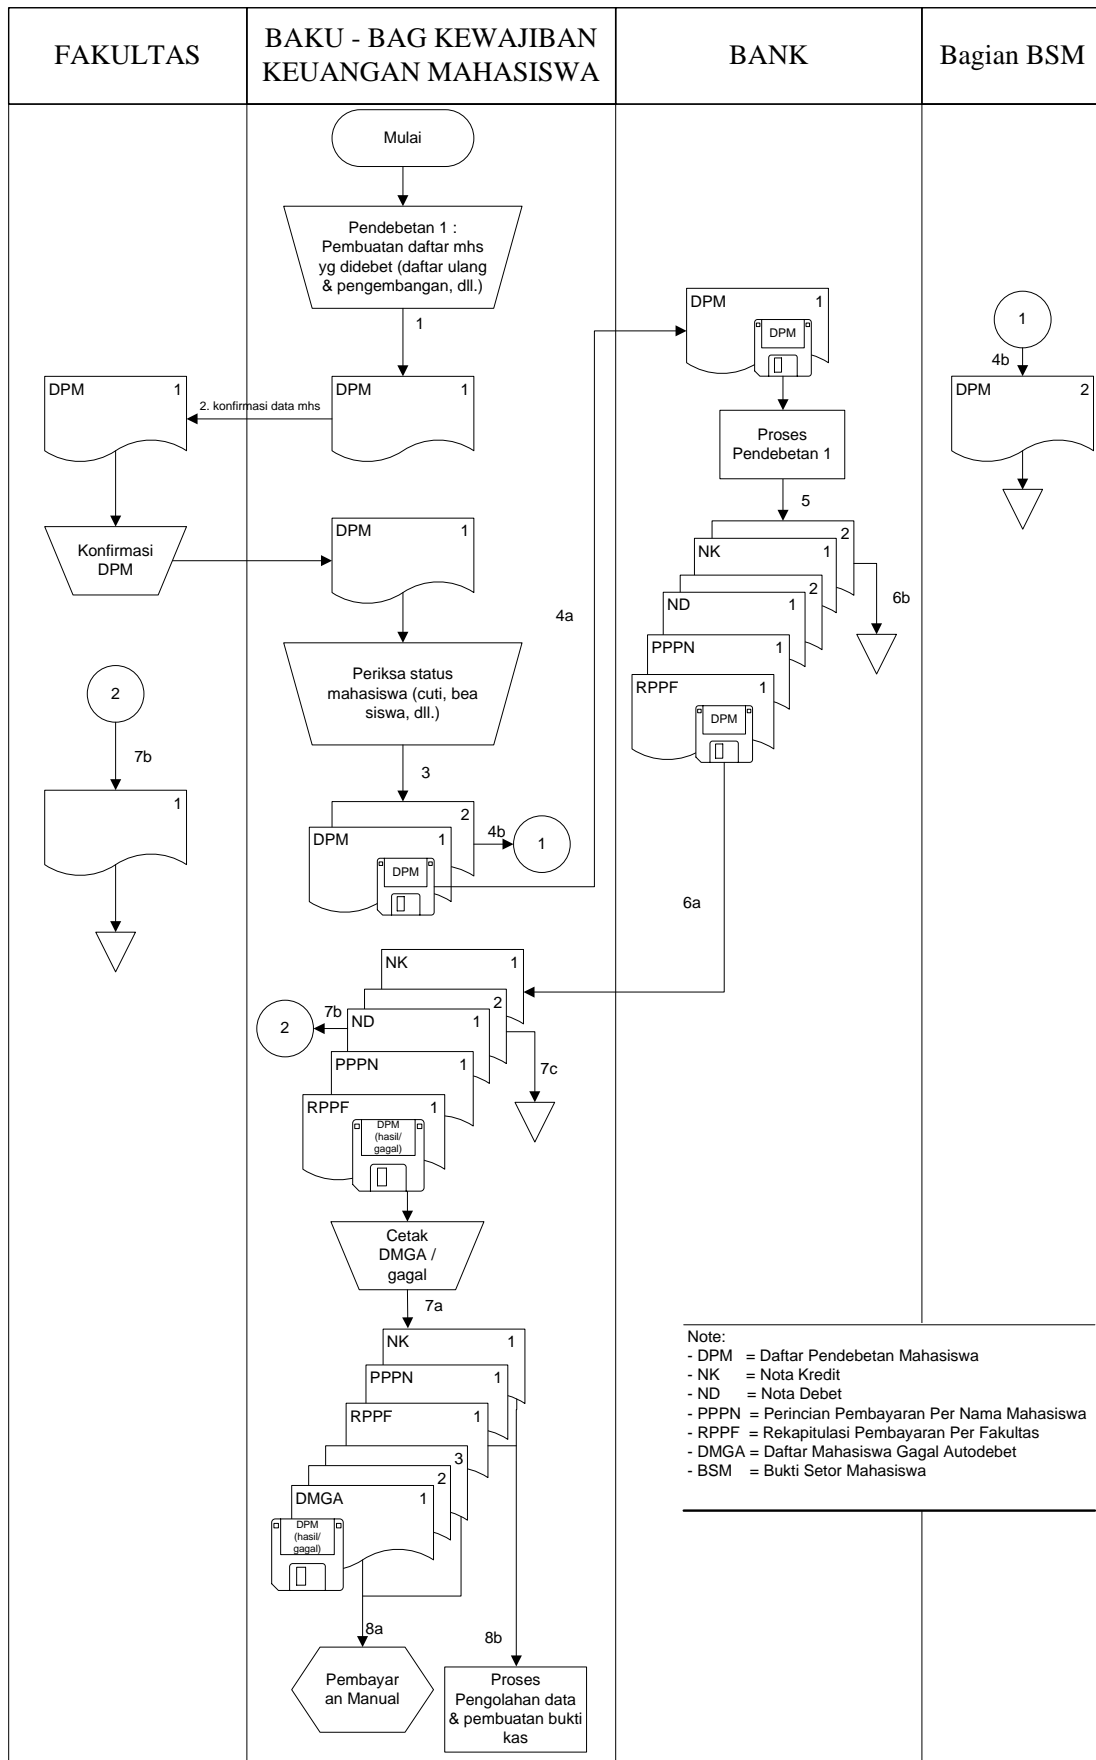 FAKULTAS
BAKU - BAG KEWAJIBAN
KEUANGAN MAHASISWA
BANK
Bagian BSM
Mulai
Pendebetan 1 :
Pembuatan daftar mhs
yg didebet (daftar ulang
& pengembangan, dll.)
1
DPM 1
2. konfirmasi data mhs
DPM 1
Konfirmasi
DPM
DPM 1
Periksa status
mahasiswa (cuti, bea
siswa, dll.)
3
2
DPM 1
DPM
4b
1
4a
DPM 1
DPM
Proses
Pendebetan 1
5
2
NK 1
2
ND 1
PPPN 1
RPPF 1
DPM
6b
6a
1
4b
DPM 2
2
7b
1
NK 1
2
ND 1
7b
2
7c
PPPN 1
RPPF 1
DPM
(hasil/
gagal)
Cetak
DMGA /
gagal
7a
NK 1
PPPN 1
RPPF 1
3
2
DMGA 1
DPM
(hasil/
gagal)
8a
8b
Pembayar
an Manual
Proses
Pengolahan data
& pembuatan bukti
kas
Note:
- DPM = Daftar Pendebetan Mahasiswa
- NK = Nota Kredit
- ND = Nota Debet
- PPPN = Perincian Pembayaran Per Nama Mahasiswa
- RPPF = Rekapitulasi Pembayaran Per Fakultas
- DMGA = Daftar Mahasiswa Gagal Autodebet
- BSM = Bukti Setor Mahasiswa